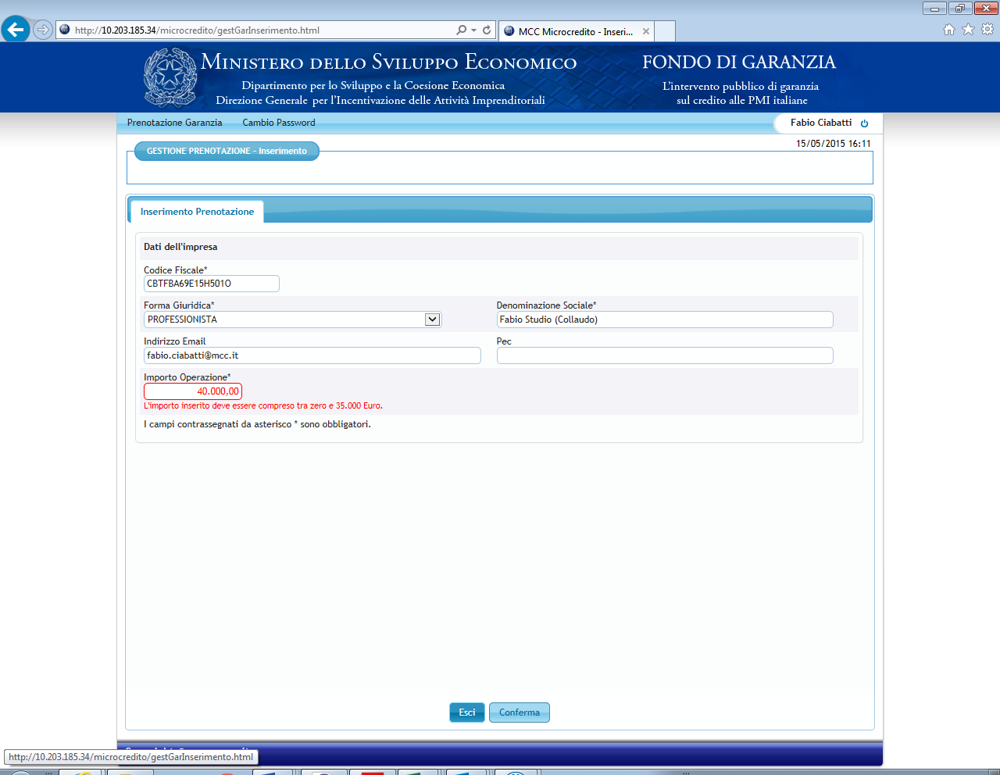 http://10.203.185.34/microcredito/gestGarInserimento.html
MCC Microcredito - Inseri...
MINISTERO DELLO SVILUPPO ECONOMICO
Dipartimento per lo Sviluppo e la Coesione Economica
Direzione Generale per l'Incentivazione delle Attività Imprenditoriali
FONDO DI GARANZIA
L'intervento pubblico di garanzia
sul credito alle PMI italiane
Prenotazione Garanzia Cambio Password Fabio Ciabatti
15/05/2015 16:11
GESTIONE PRENOTAZIONE - Inserimento
Inserimento Prenotazione
Dati dell'impresa
Codice Fiscale*
CBTFBA69E15H501O
Forma Giuridica* Denominazione Sociale*
PROFESSIONISTA Fabio Studio (Collaudo)
Indirizzo Email Pec
fabio.ciabatti@mcc.it
Importo Operazione*
40.000,00
L'importo inserito deve essere compreso tra zero e 35.000 Euro.
I campi contrassegnati da asterisco * sono obbligatori.
Esci Conferma
http://10.203.185.34/microcredito/gestGarInserimento.html